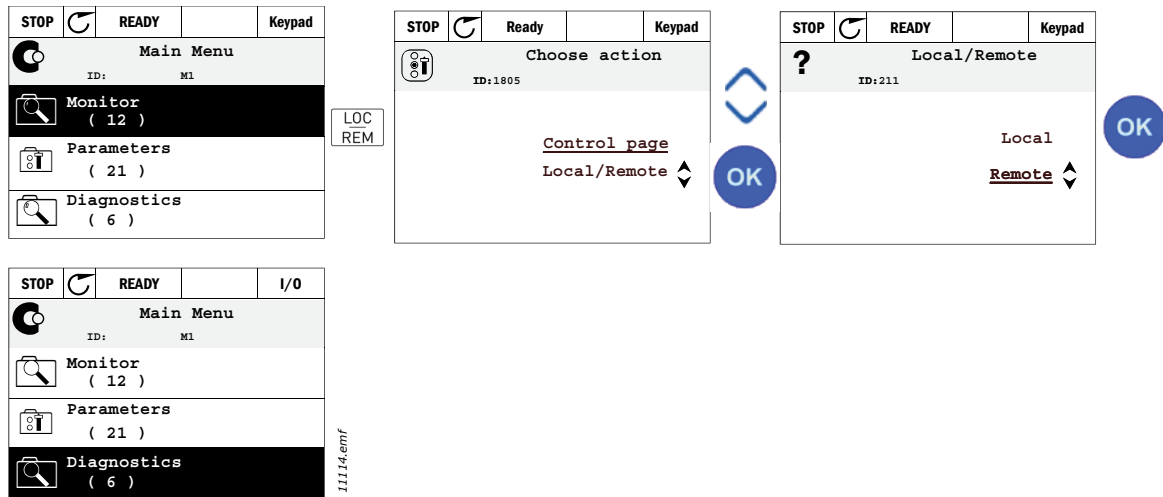 STOP READY Keypad
Main Menu
ID: M1
Monitor
( 12 )
Parameters
( 21 )
Diagnostics
( 6 )
LOC
REM
STOP Ready Keypad
Choose action
ID:1805
Control page
Local/Remote
OK
STOP READY Keypad
? Local/Remote
ID:211
Local
Remote
OK
STOP READY I/O
Main Menu
ID: M1
Monitor
( 12 )
Parameters
( 21 )
Diagnostics
( 6 )
11114.emf